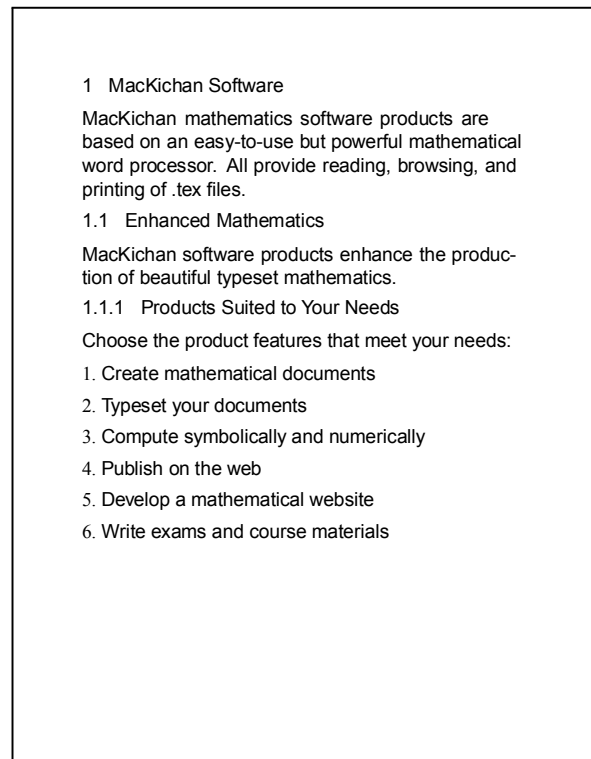 1 MacKichan Software
MacKichan mathematics software products are
based on an easy-to-use but powerful mathematical
word processor. All provide reading, browsing, and
printing of .tex files.
1.1 Enhanced Mathematics
MacKichan software products enhance the produc-
tion of beautiful typeset mathematics.
1.1.1 Products Suited to Your Needs
Choose the product features that meet your needs:
1. Create mathematical documents
2. Typeset your documents
3. Compute symbolically and numerically
4. Publish on the web
5. Develop a mathematical website
6. Write exams and course materials